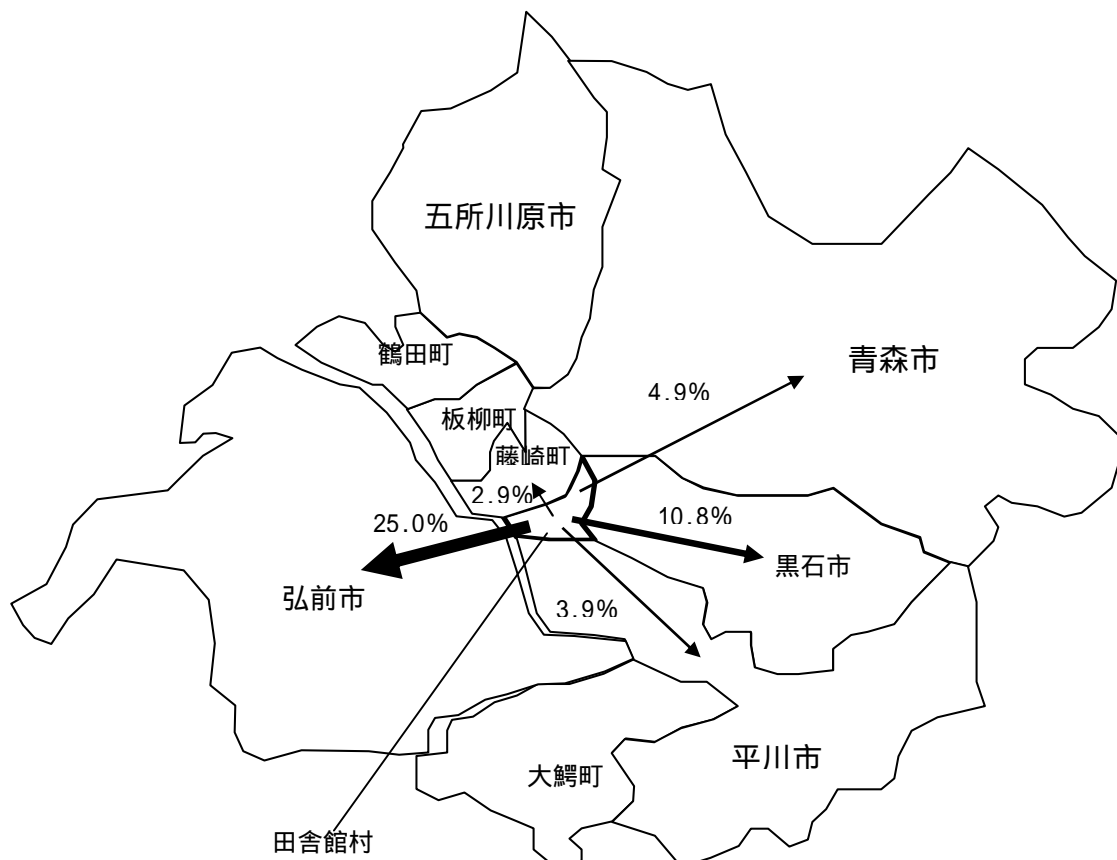 五所川原市
鶴田町
青森市
4.9%
板柳町
藤崎町
2.9%
25.0%
10.8%
黒石市
弘前市
3.9%
平川市
大鰐町
田舎館村